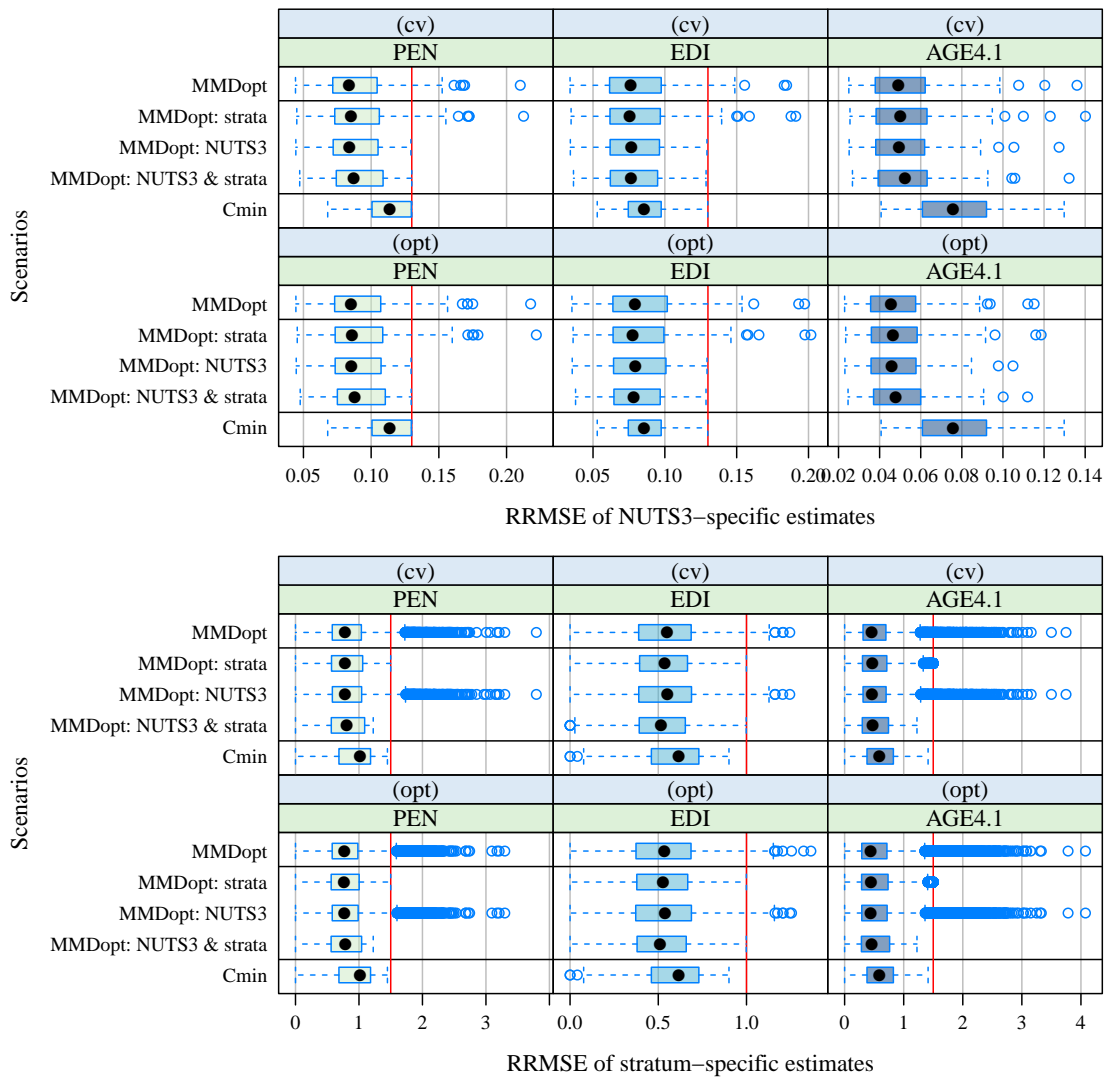 (cv) (cv) (cv)
PEN EDI AGE4.1
MMDopt
MMDopt: strata
MMDopt: NUTS3
MMDopt: NUTS3 & strata
Cmin
Scenarios
(opt) (opt) (opt)
PEN EDI AGE4.1
MMDopt
MMDopt: strata
MMDopt: NUTS3
MMDopt: NUTS3 & strata
Cmin
0.05 0.10 0.15 0.20 0.05 0.10 0.15 0.20 0.02 0.04 0.06 0.08 0.10 0.12 0.14
RRMSE of NUTS3−specific estimates
(cv) (cv) (cv)
PEN EDI AGE4.1
MMDopt
MMDopt: strata
MMDopt: NUTS3
MMDopt: NUTS3 & strata
Cmin
Scenarios
(opt) (opt) (opt)
PEN EDI AGE4.1
MMDopt
MMDopt: strata
MMDopt: NUTS3
MMDopt: NUTS3 & strata
Cmin
0 1 2 3 0.0 0.5 1.0 0 1 2 3 4
RRMSE of stratum−specific estimates